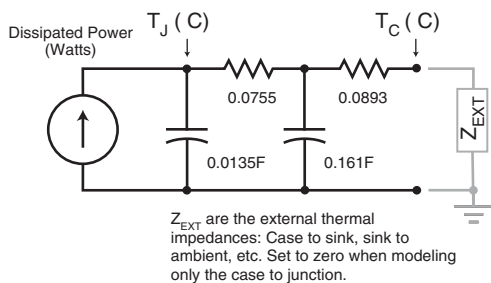 Dissipated Power
(Watts)
T_J ( C)
T_C ( C)
0.0755
0.0893
0.0135F
0.161F
Z_EXT
Z_EXT are the external thermal
impedances: Case to sink, sink to
ambient, etc. Set to zero when modeling
only the case to junction.